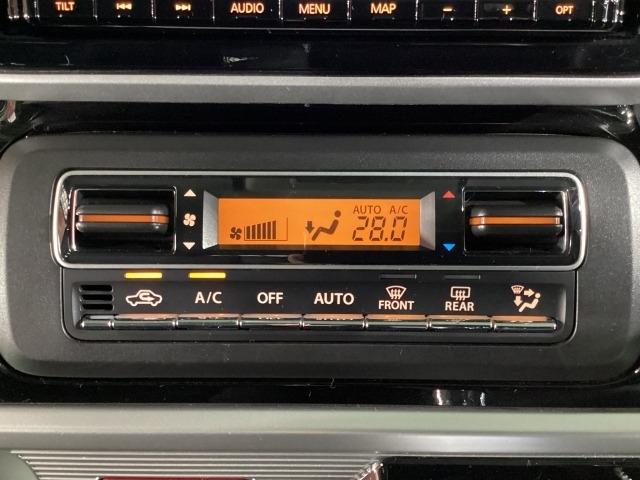 TILT AUDIO MENU MAP − + OPT
AUTO A/C
28.0
A/C OFF AUTO FRONT REAR